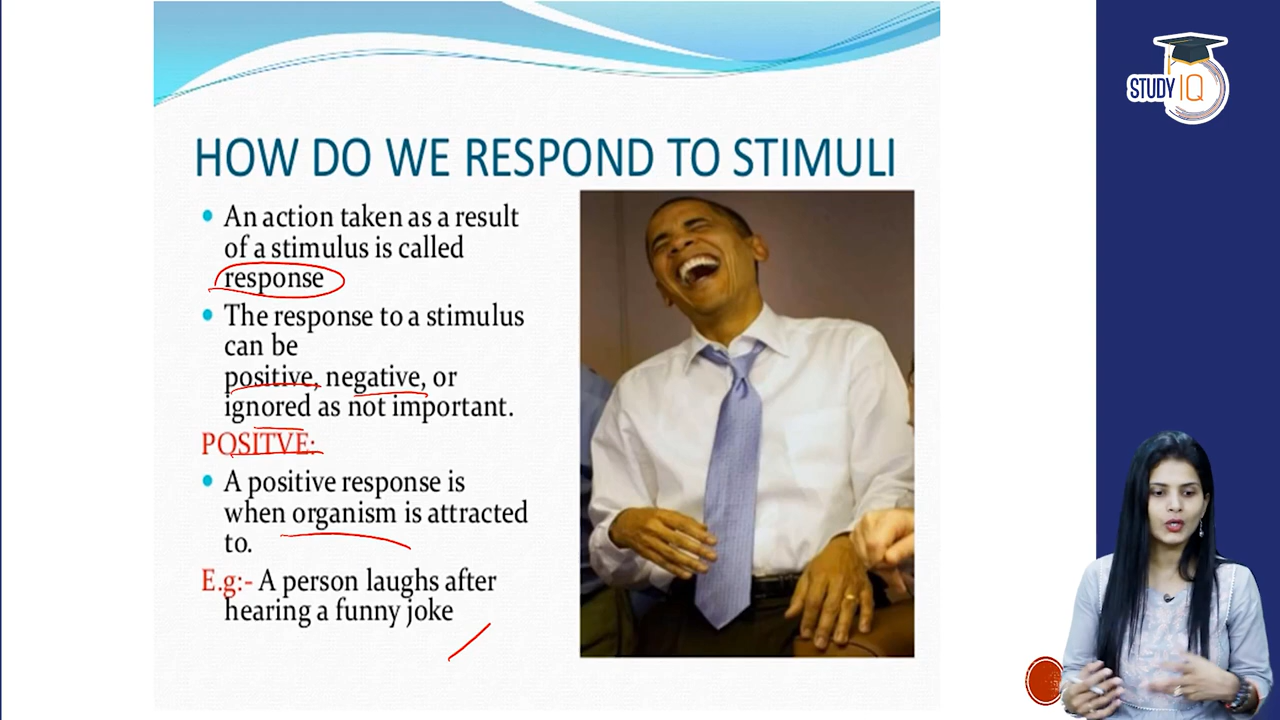 STUDY IQ
HOW DO WE RESPOND TO STIMULI
• An action taken as a result
of a stimulus is called
response
• The response to a stimulus
can be
positive, negative, or
ignored as not important.
POSITVE:
• A positive response is
when organism is attracted
to.
E.g:- A person laughs after
hearing a funny joke